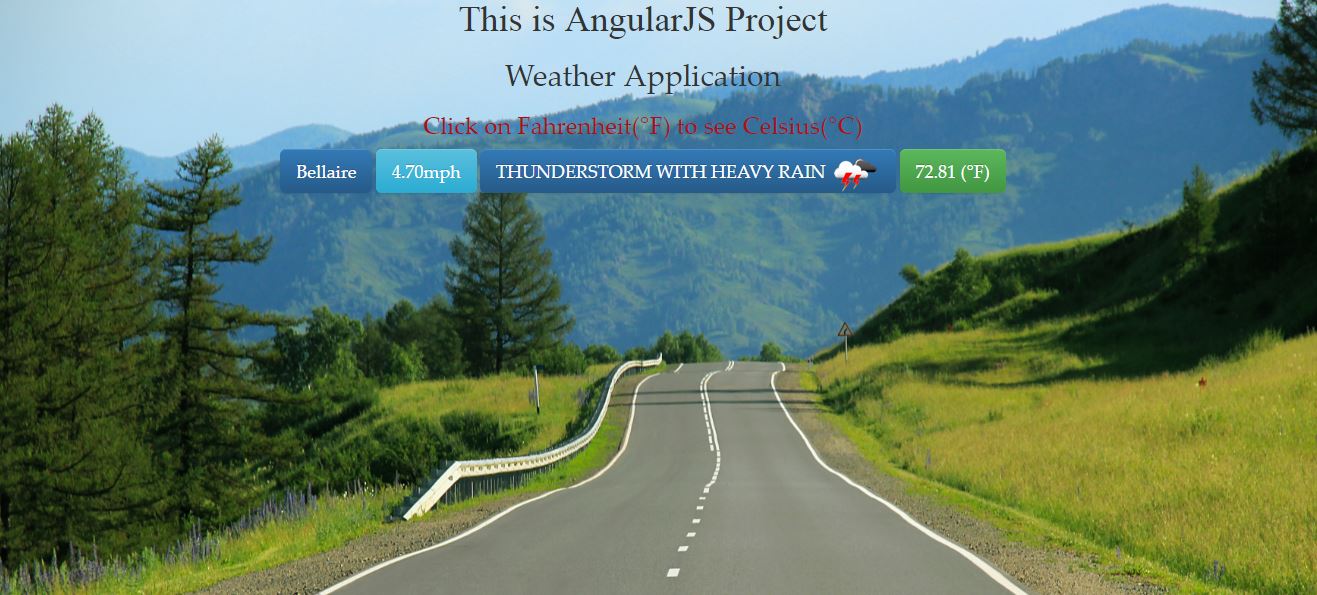 This is AngularJS Project
Weather Application
Click on Fahrenheit(°F) to see Celsius(°C)
Bellaire 4.70mph THUNDERSTORM WITH HEAVY RAIN 72.81 (°F)